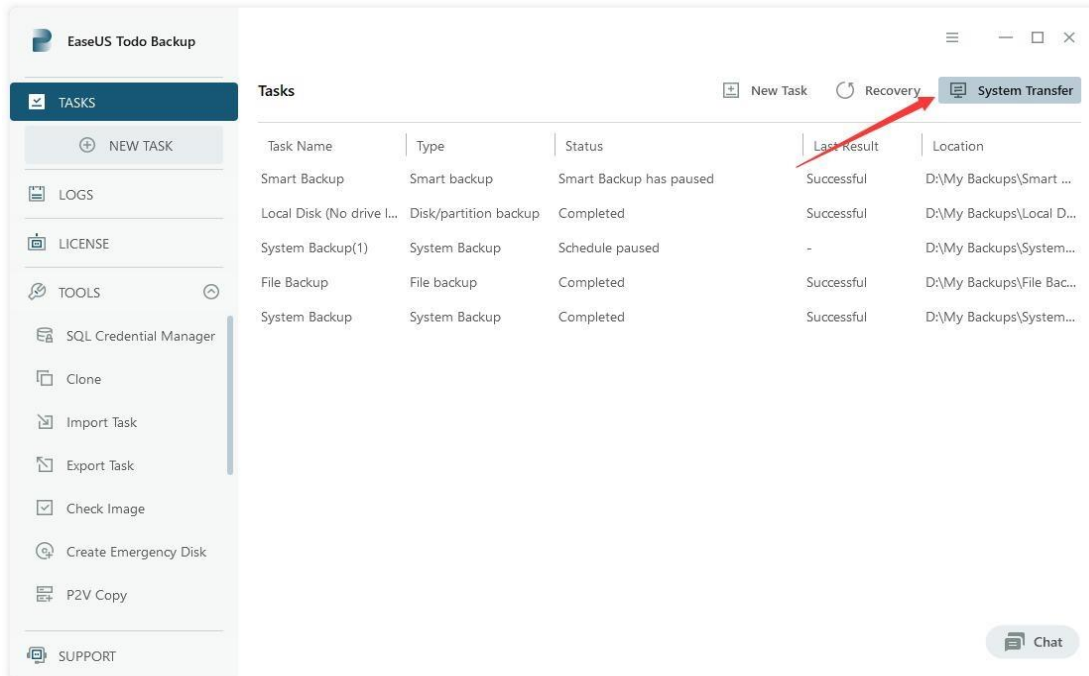 EaseUS Todo Backup
TASKS
NEW TASK
LOGS
LICENSE
TOOLS
SQL Credential Manager
Clone
Import Task
Export Task
Check Image
Create Emergency Disk
P2V Copy
SUPPORT
Tasks
New Task
Recovery
System Transfer
Task Name Type Status Last Result Location
Smart Backup Smart backup Smart Backup has paused Successful D:\My Backups\Smart ...
Local Disk (No drive l... Disk/partition backup Completed Successful D:\My Backups\Local D...
System Backup(1) System Backup Schedule paused - D:\My Backups\System...
File Backup File backup Completed Successful D:\My Backups\File Bac...
System Backup System Backup Completed Successful D:\My Backups\System...
Chat